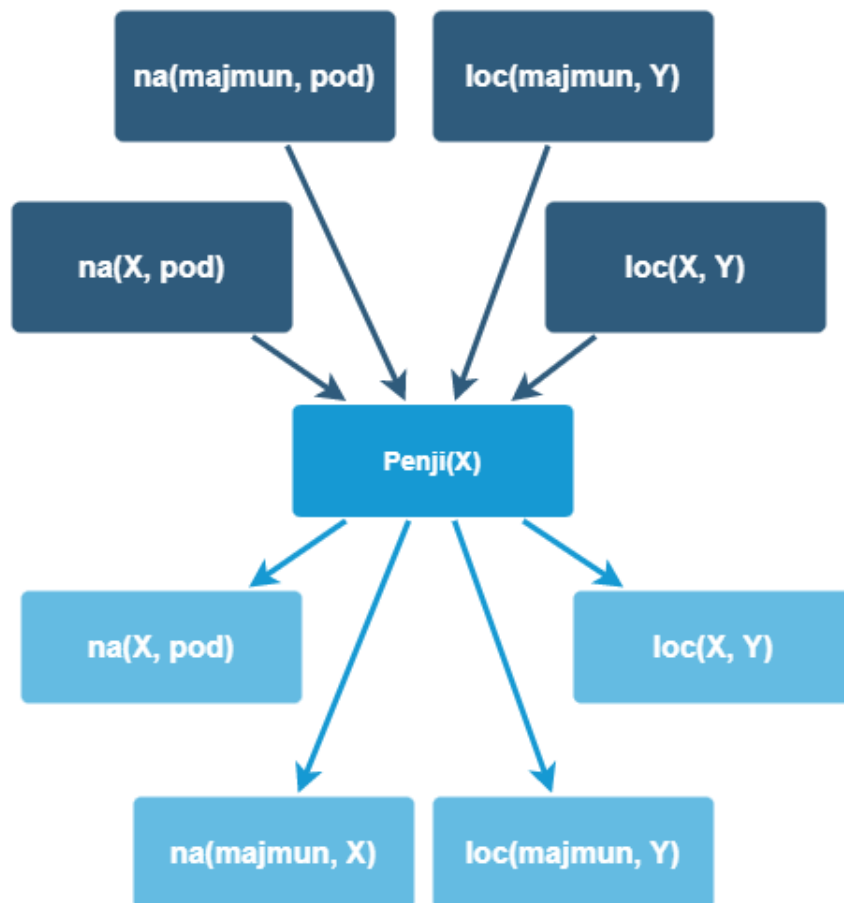 na(majmun, pod)
loc(majmun, Y)
na(X, pod)
loc(X, Y)
Penji(X)
na(X, pod)
loc(X, Y)
na(majmun, X)
loc(majmun, Y)